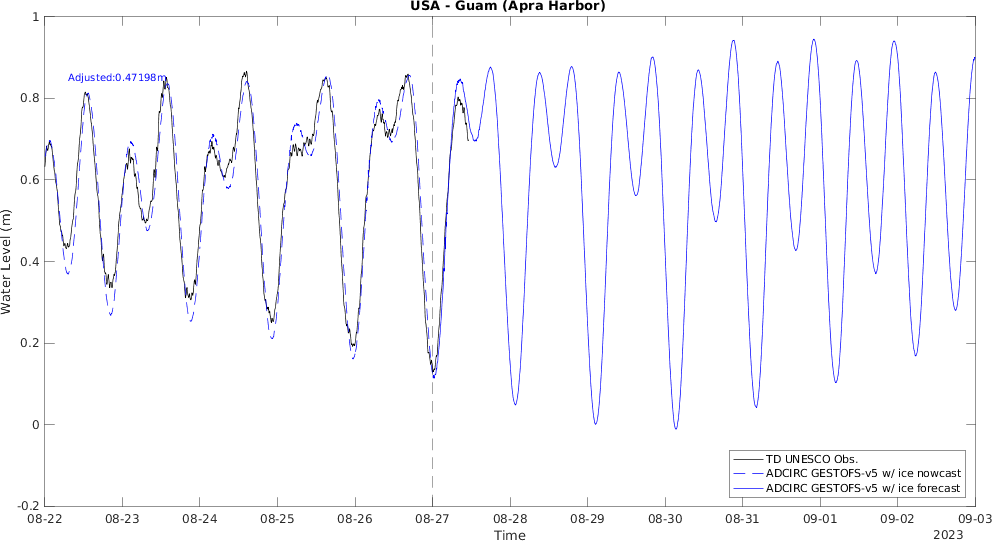 USA - Guam (Apra Harbor)
Water Level (m)
1
0.8
0.6
0.4
0.2
0
-0.2
Adjusted:0.47198m
TD UNESCO Obs.
ADCIRC GESTOFS-v5 w/ ice nowcast
ADCIRC GESTOFS-v5 w/ ice forecast
08-22 08-23 08-24 08-25 08-26 08-27 08-28 08-29 08-30 08-31 09-01 09-02 09-03
Time
2023